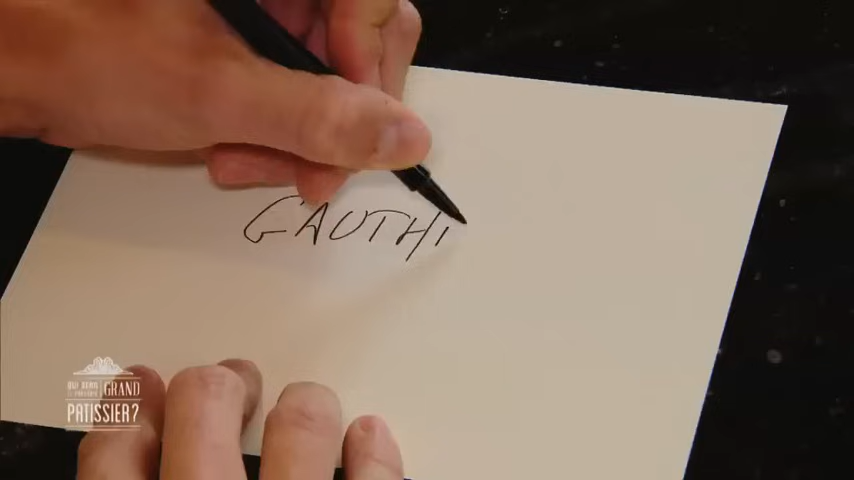 GAUTHI
QUI SERA
LE PROCHAIN
GRAND
PATISSIER?